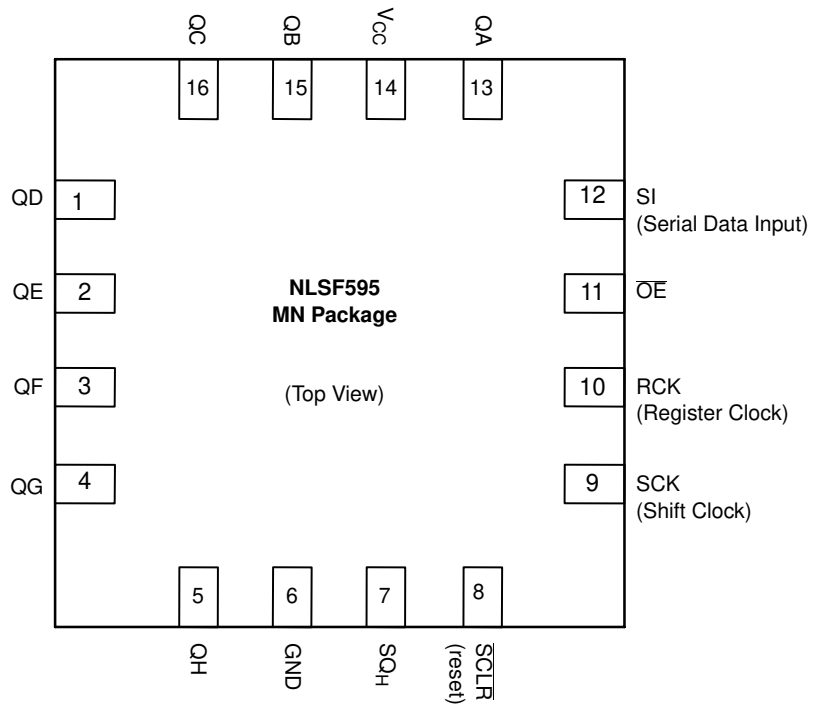 QC QB VCC QA
16 15 14 13
QD 1
12 SI
(Serial Data Input)
QE 2
NLSF595
MN Package
11 O̅E̅
QF 3
(Top View)
10 RCK
(Register Clock)
QG 4
9 SCK
(Shift Clock)
5 6 7 8
QH GND SQH S̅C̅L̅R̅
(reset)